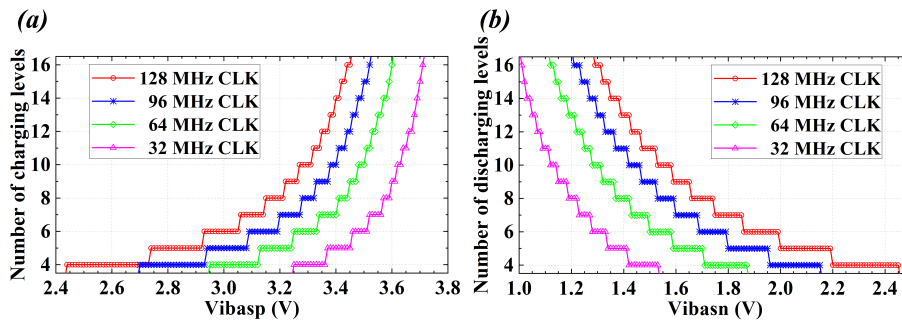 (a)
Number of charging levels
16
14
12
10
8
6
4
128 MHz CLK
96 MHz CLK
64 MHz CLK
32 MHz CLK
2.4 2.6 2.8 3.0 3.2 3.4 3.6 3.8
Vibasp (V)
(b)
Number of discharging levels
16
14
12
10
8
6
4
128 MHz CLK
96 MHz CLK
64 MHz CLK
32 MHz CLK
1.0 1.2 1.4 1.6 1.8 2.0 2.2 2.4
Vibasn (V)